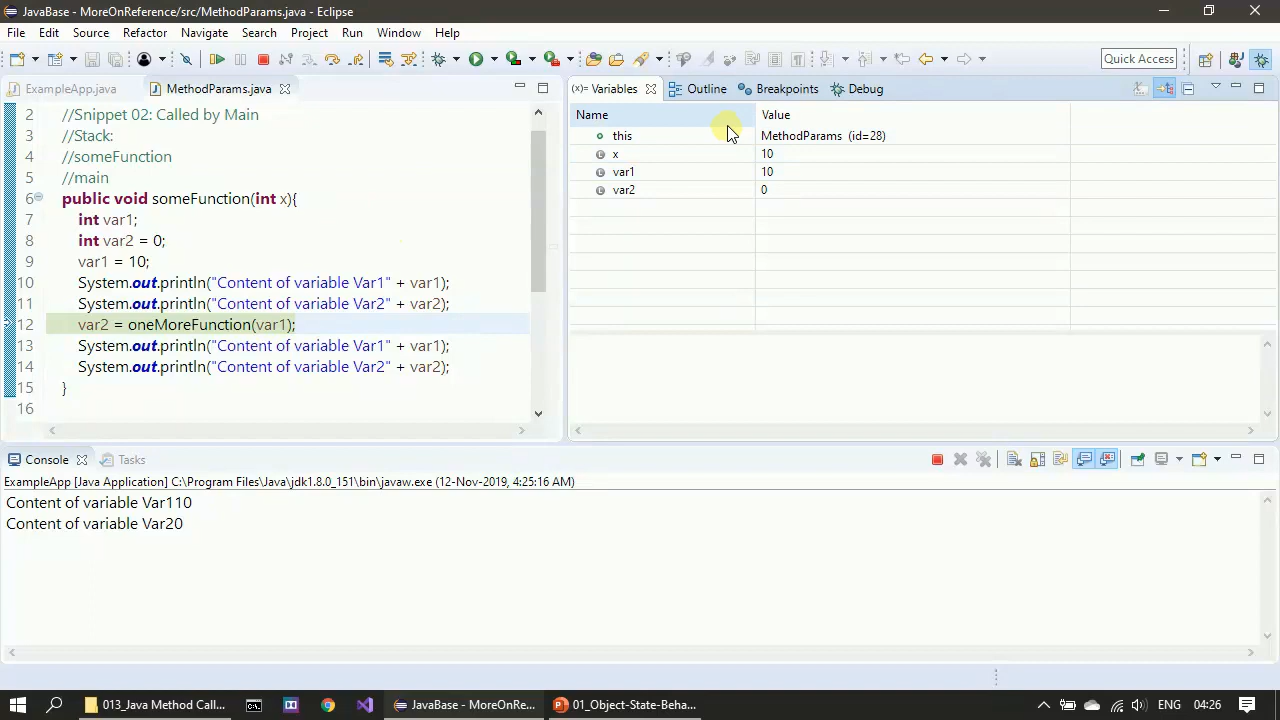 JavaBase - MoreOnReference/src/MethodParams.java - Eclipse
File Edit Source Refactor Navigate Search Project Run Window Help
Quick Access
ExampleApp.java MethodParams.java
(x)= Variables Outline Breakpoints Debug
Name Value
this MethodParams (id=28)
x 10
var1 10
var2 0
2 //Snippet 02: Called by Main
3 //Stack:
4 //someFunction
5 //main
6 public void someFunction(int x){
7 int var1;
8 int var2 = 0;
9 var1 = 10;
10 System.out.println("Content of variable Var1" + var1);
11 System.out.println("Content of variable Var2" + var2);
12 var2 = oneMoreFunction(var1);
13 System.out.println("Content of variable Var1" + var1);
14 System.out.println("Content of variable Var2" + var2);
15 }
16
Console Tasks
ExampleApp [Java Application] C:\Program Files\Java\jdk1.8.0_151\bin\javaw.exe (12-Nov-2019, 4:25:16 AM)
Content of variable Var110
Content of variable Var20
013_Java Method Call... JavaBase - MoreOnRe... 01_Object-State-Beha... ENG 04:26